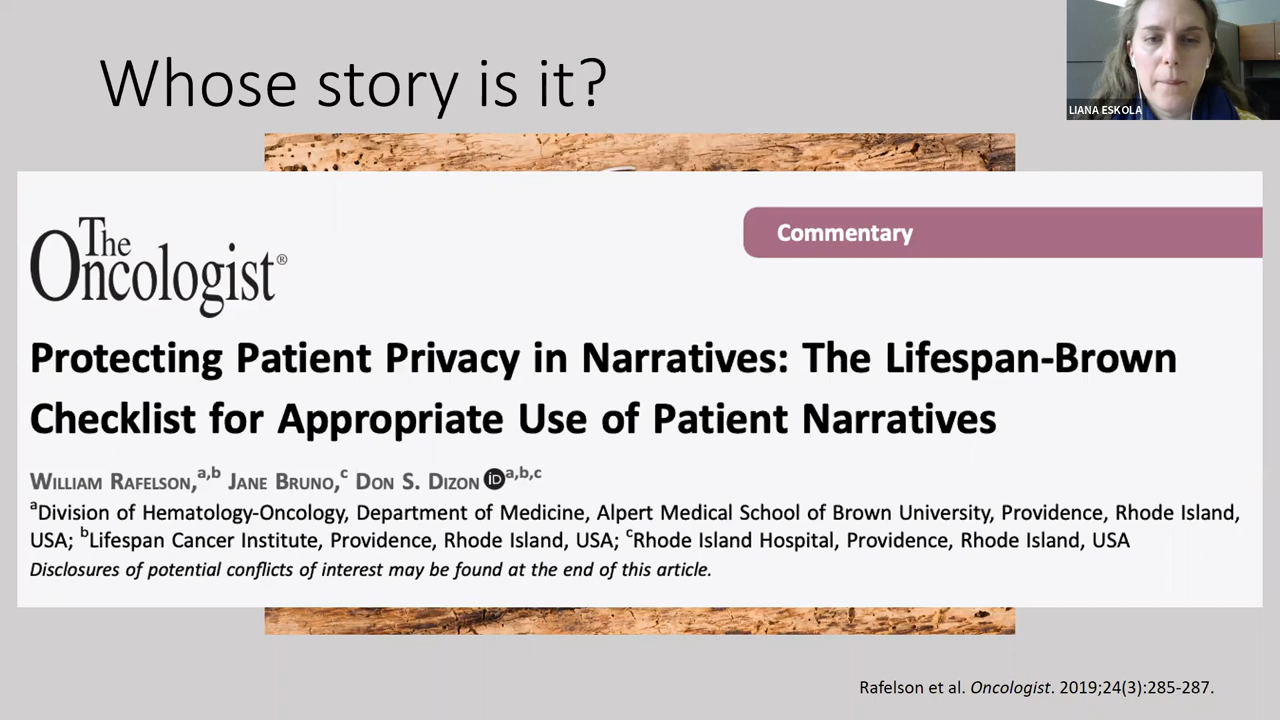 Whose story is it?
LIANA ESKOLA
The
Oncologist®
Commentary
Protecting Patient Privacy in Narratives: The Lifespan-Brown
Checklist for Appropriate Use of Patient Narratives
WILLIAM RAFELSON,a,b JANE BRUNO,c DON S. DIZON iD a,b,c
aDivision of Hematology-Oncology, Department of Medicine, Alpert Medical School of Brown University, Providence, Rhode Island,
USA; bLifespan Cancer Institute, Providence, Rhode Island, USA; cRhode Island Hospital, Providence, Rhode Island, USA
Disclosures of potential conflicts of interest may be found at the end of this article.
Rafelson et al. Oncologist. 2019;24(3):285-287.